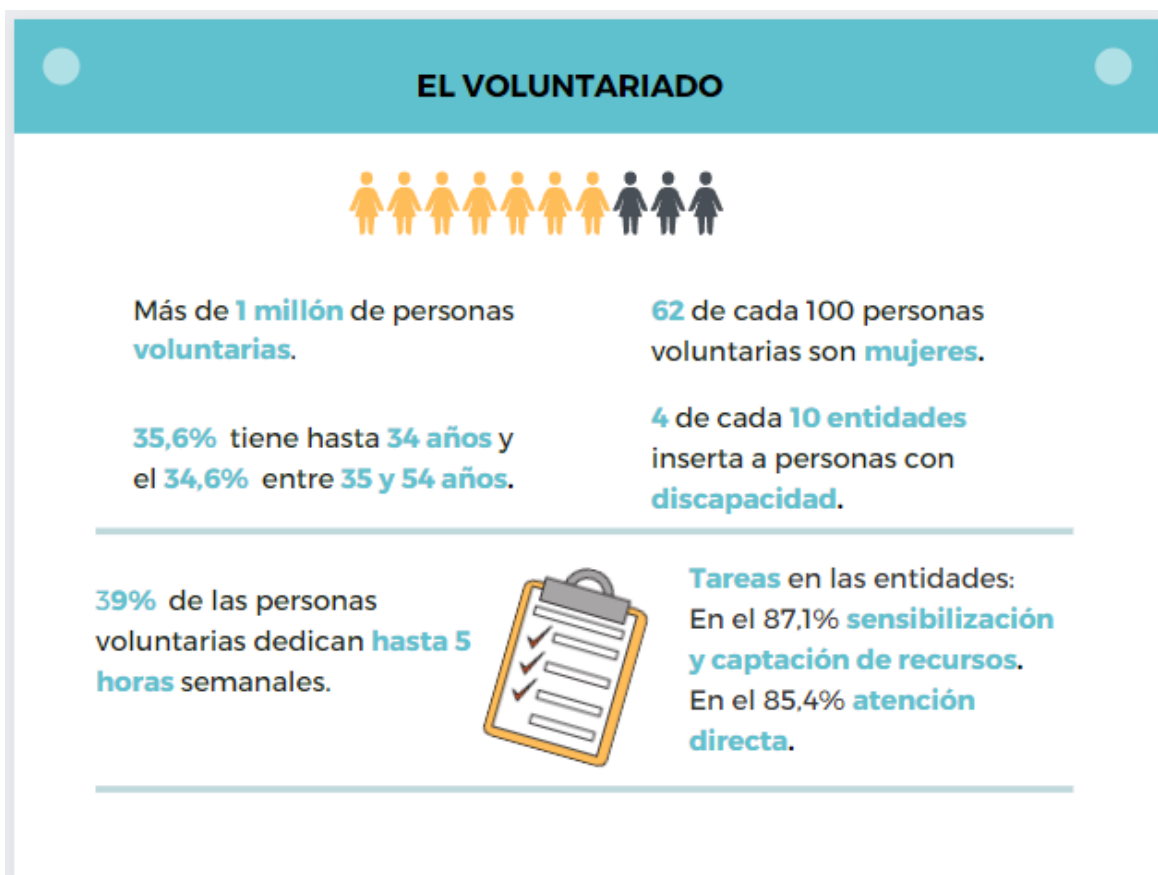 EL VOLUNTARIADO
Más de 1 millón de personas
voluntarias.
62 de cada 100 personas
voluntarias son mujeres.
35,6% tiene hasta 34 años y
el 34,6% entre 35 y 54 años.
4 de cada 10 entidades
inserta a personas con
discapacidad.
39% de las personas
voluntarias dedican hasta 5
horas semanales.
Tareas en las entidades:
En el 87,1% sensibilización
y captación de recursos.
En el 85,4% atención
directa.